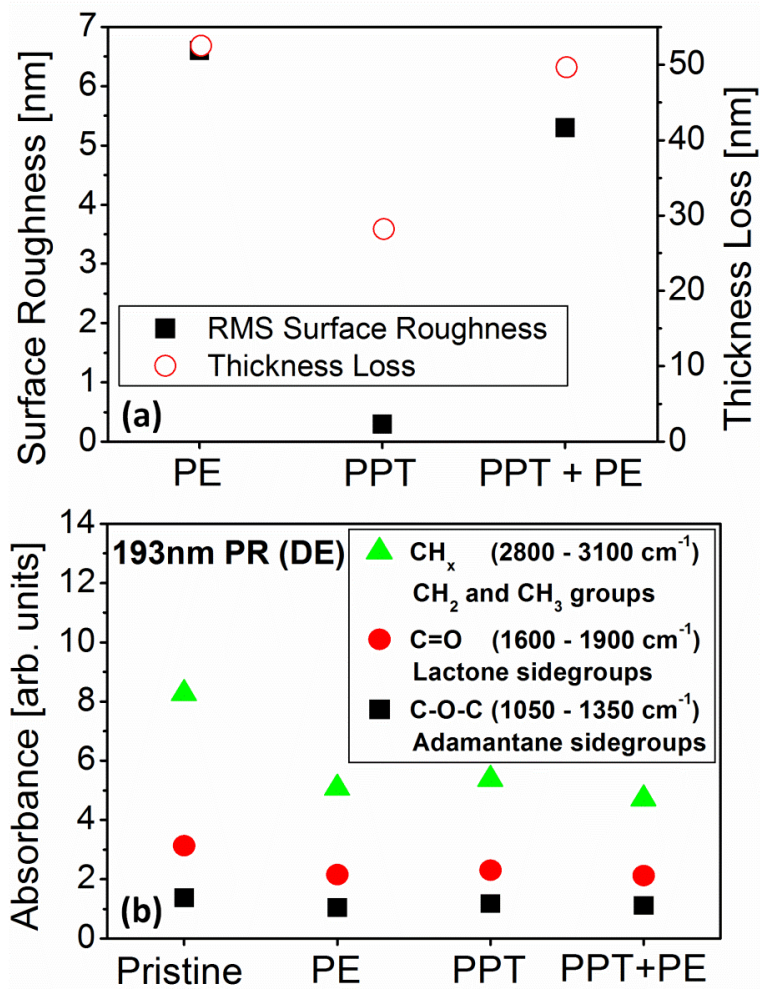 7
6
5
4
3
2
1
0
Surface Roughness [nm]
50
40
30
20
10
0
Thickness Loss [nm]
RMS Surface Roughness
Thickness Loss
(a)
PE PPT PPT + PE
14
12
10
8
6
4
2
0
Absorbance [arb. units]
193nm PR (DE)
CHₓ (2800 - 3100 cm⁻¹)
CH₂ and CH₃ groups
C=O (1600 - 1900 cm⁻¹)
Lactone sidegroups
C-O-C (1050 - 1350 cm⁻¹)
Adamantane sidegroups
(b)
Pristine PE PPT PPT+PE